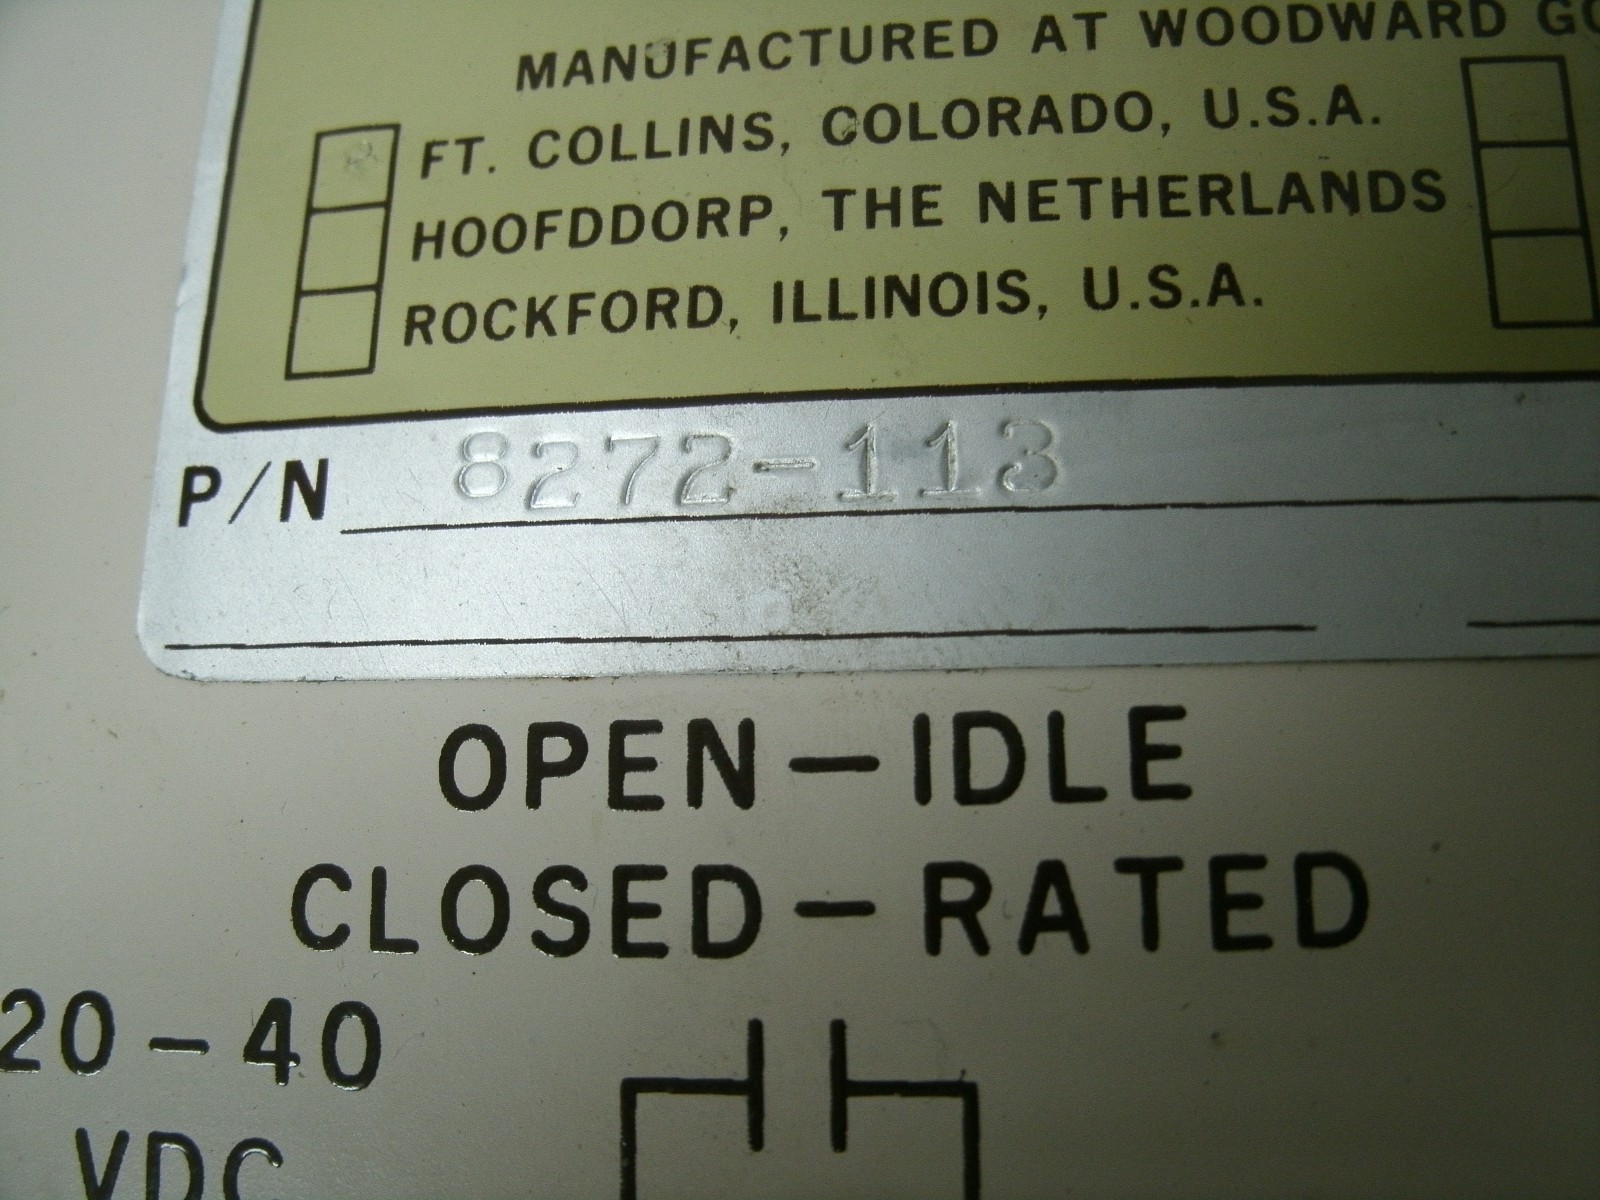 MANUFACTURED AT WOODWARD
FT. COLLINS, COLORADO, U.S.A.
HOOFDDORP, THE NETHERLANDS
ROCKFORD, ILLINOIS, U.S.A.
P/N 8272-113
OPEN—IDLE
CLOSED—RATED
20-40
VDC